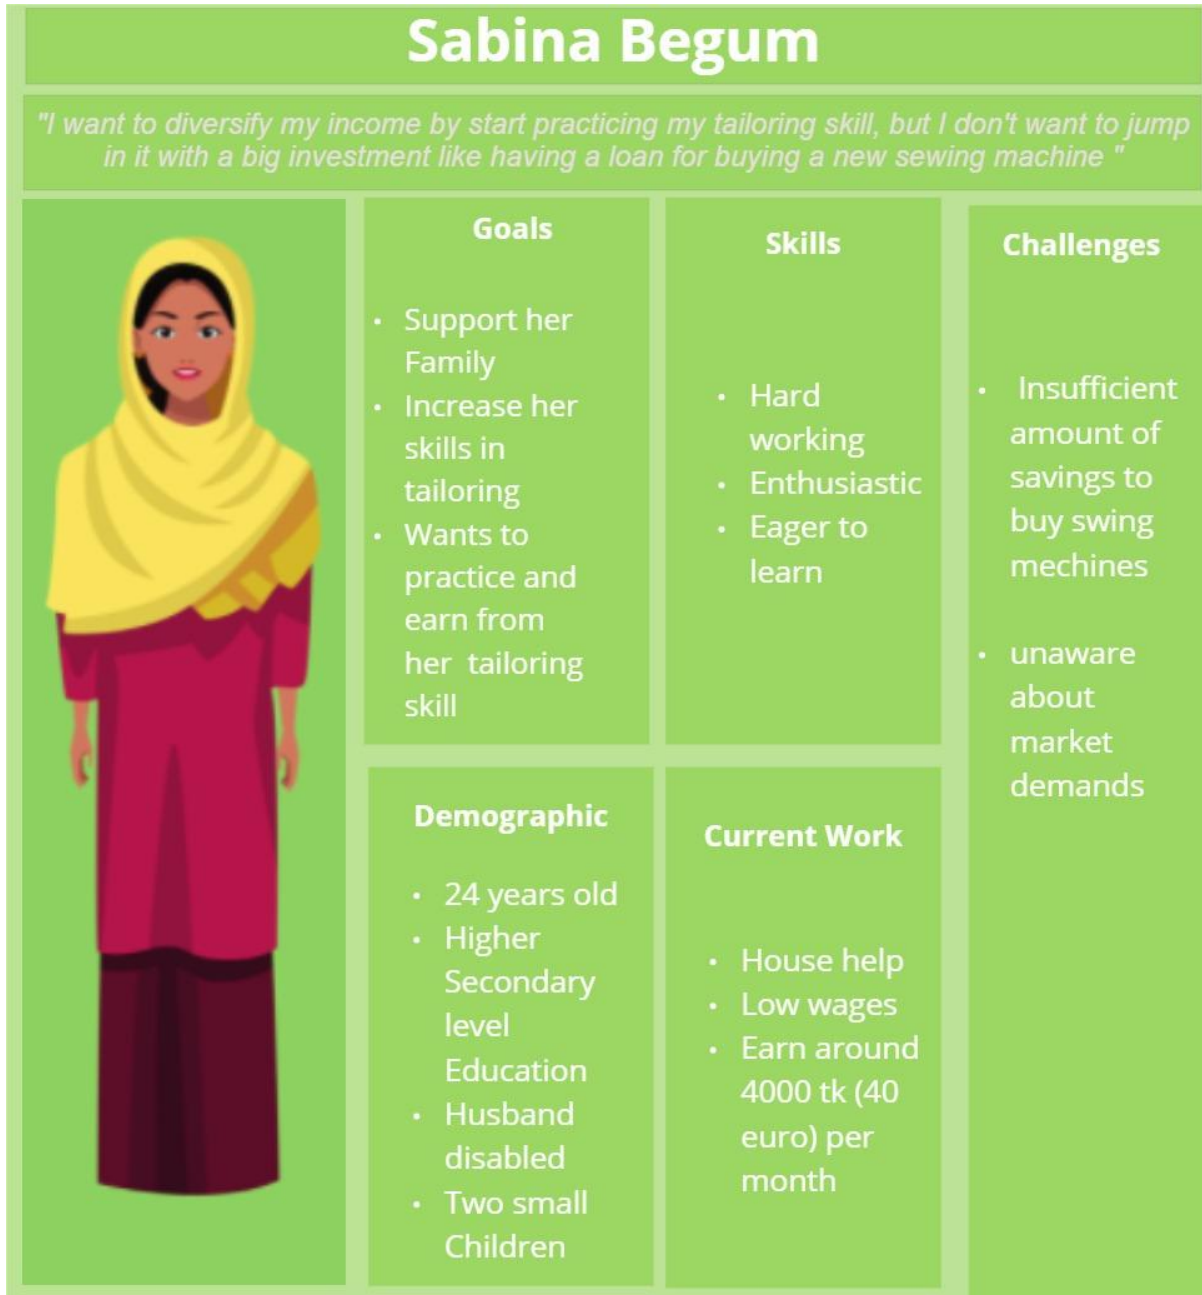 Sabina Begum
"I want to diversify my income by start practicing my tailoring skill, but I don't want to jump
in it with a big investment like having a loan for buying a new sewing machine "
Goals
• Support her
Family
• Increase her
skills in
tailoring
• Wants to
practice and
earn from
her tailoring
skill
Skills
• Hard
working
• Enthusiastic
• Eager to
learn
Challenges
• Insufficient
amount of
savings to
buy swing
mechines
• unaware
about
market
demands
Demographic
• 24 years old
• Higher
Secondary
level
Education
• Husband
disabled
• Two small
Children
Current Work
• House help
• Low wages
• Earn around
4000 tk (40
euro) per
month